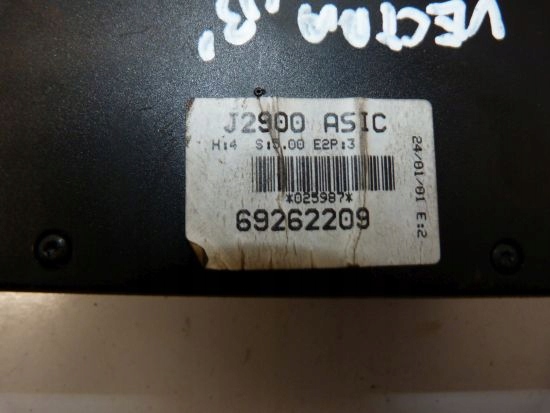 VECTRA "B"
J2900 ASIC
H:4 S:5.00 E2P:3
*025987*
69262209
24/01/01 E:2